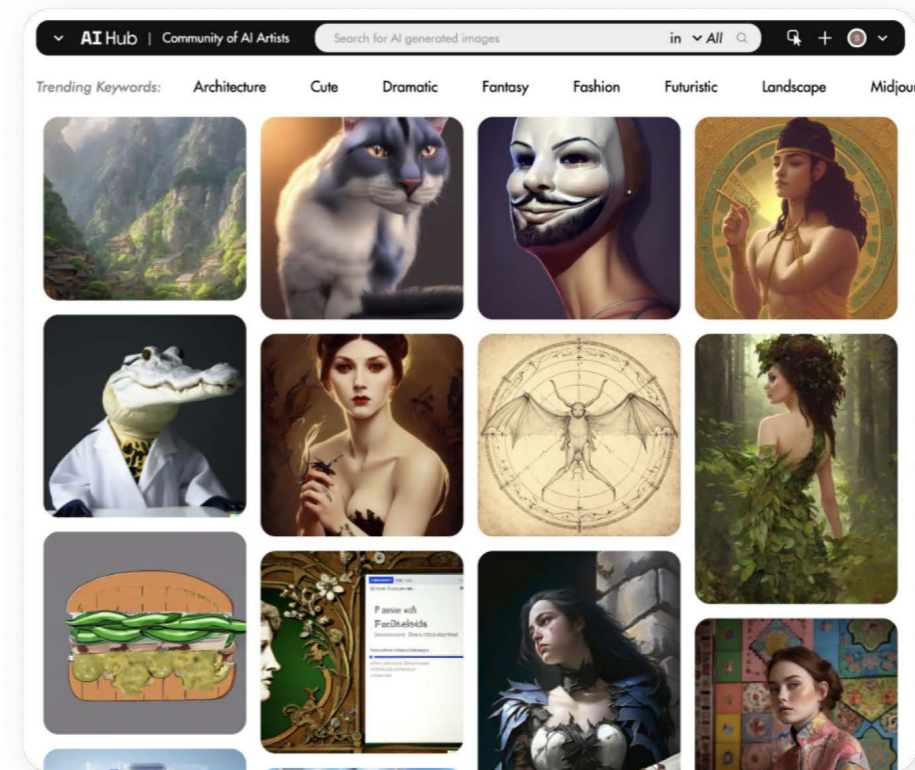 AI Hub | Community of AI Artists
Search for AI generated images
in All
S
Trending Keywords: Architecture Cute Dramatic Fantasy Fashion Futuristic Landscape Midjour